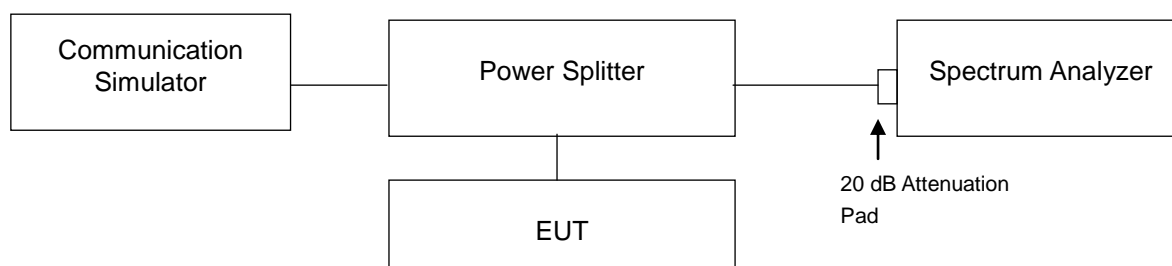 Communication
Simulator
Power Splitter
Spectrum Analyzer
20 dB Attenuation
Pad
EUT